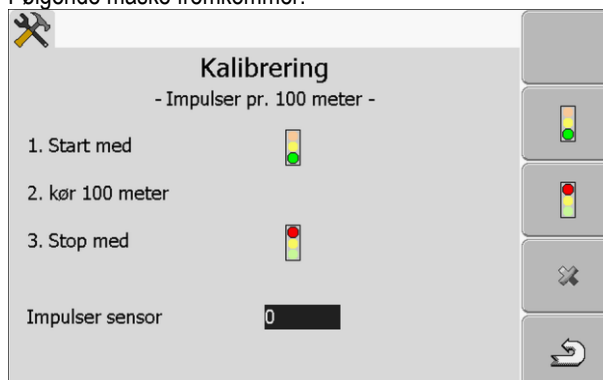 Følgende maske fremkommer:
Kalibrering
- Impulser pr. 100 meter -
1. Start med
2. kør 100 meter
3. Stop med
Impulser sensor 0